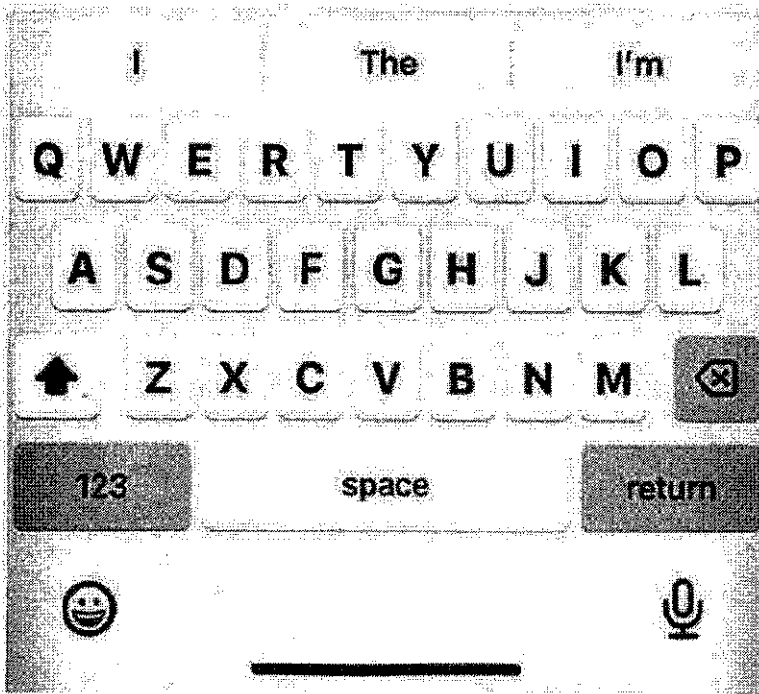 I The I'm
Q W E R T Y U I O P
A S D F G H J K L
Z X C V B N M
123 space return